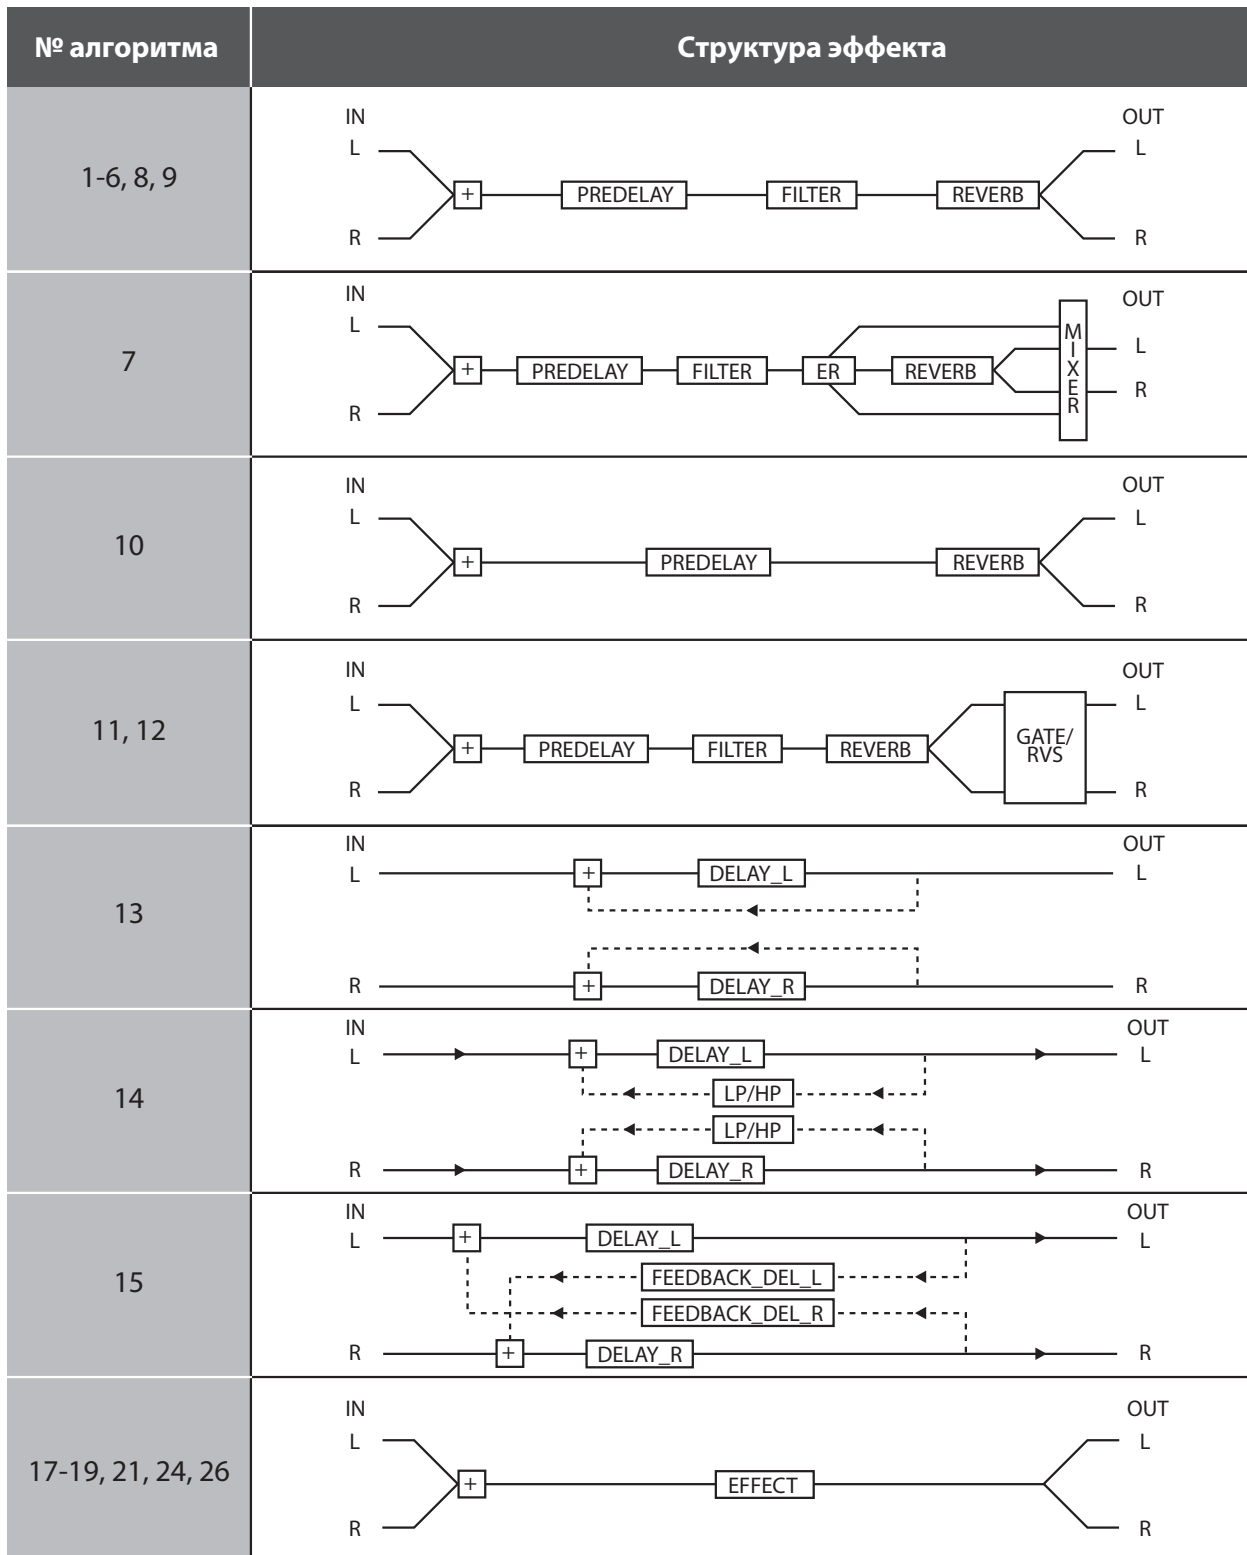 № алгоритма Структура эффекта
1-6, 8, 9
IN OUT
L L
+ PREDELAY FILTER REVERB
R R
7
IN OUT
L L
+ PREDELAY FILTER ER REVERB MIXER
R R
10
IN OUT
L L
+ PREDELAY REVERB
R R
11, 12
IN OUT
L L
+ PREDELAY FILTER REVERB GATE/
RVS
R R
13
IN OUT
L + DELAY_L L
R + DELAY_R R
14
IN OUT
L + DELAY_L L
LP/HP
LP/HP
R + DELAY_R R
15
IN OUT
L + DELAY_L L
FEEDBACK_DEL_L
FEEDBACK_DEL_R
R + DELAY_R R
17-19, 21, 24, 26
IN OUT
L L
+ EFFECT
R R